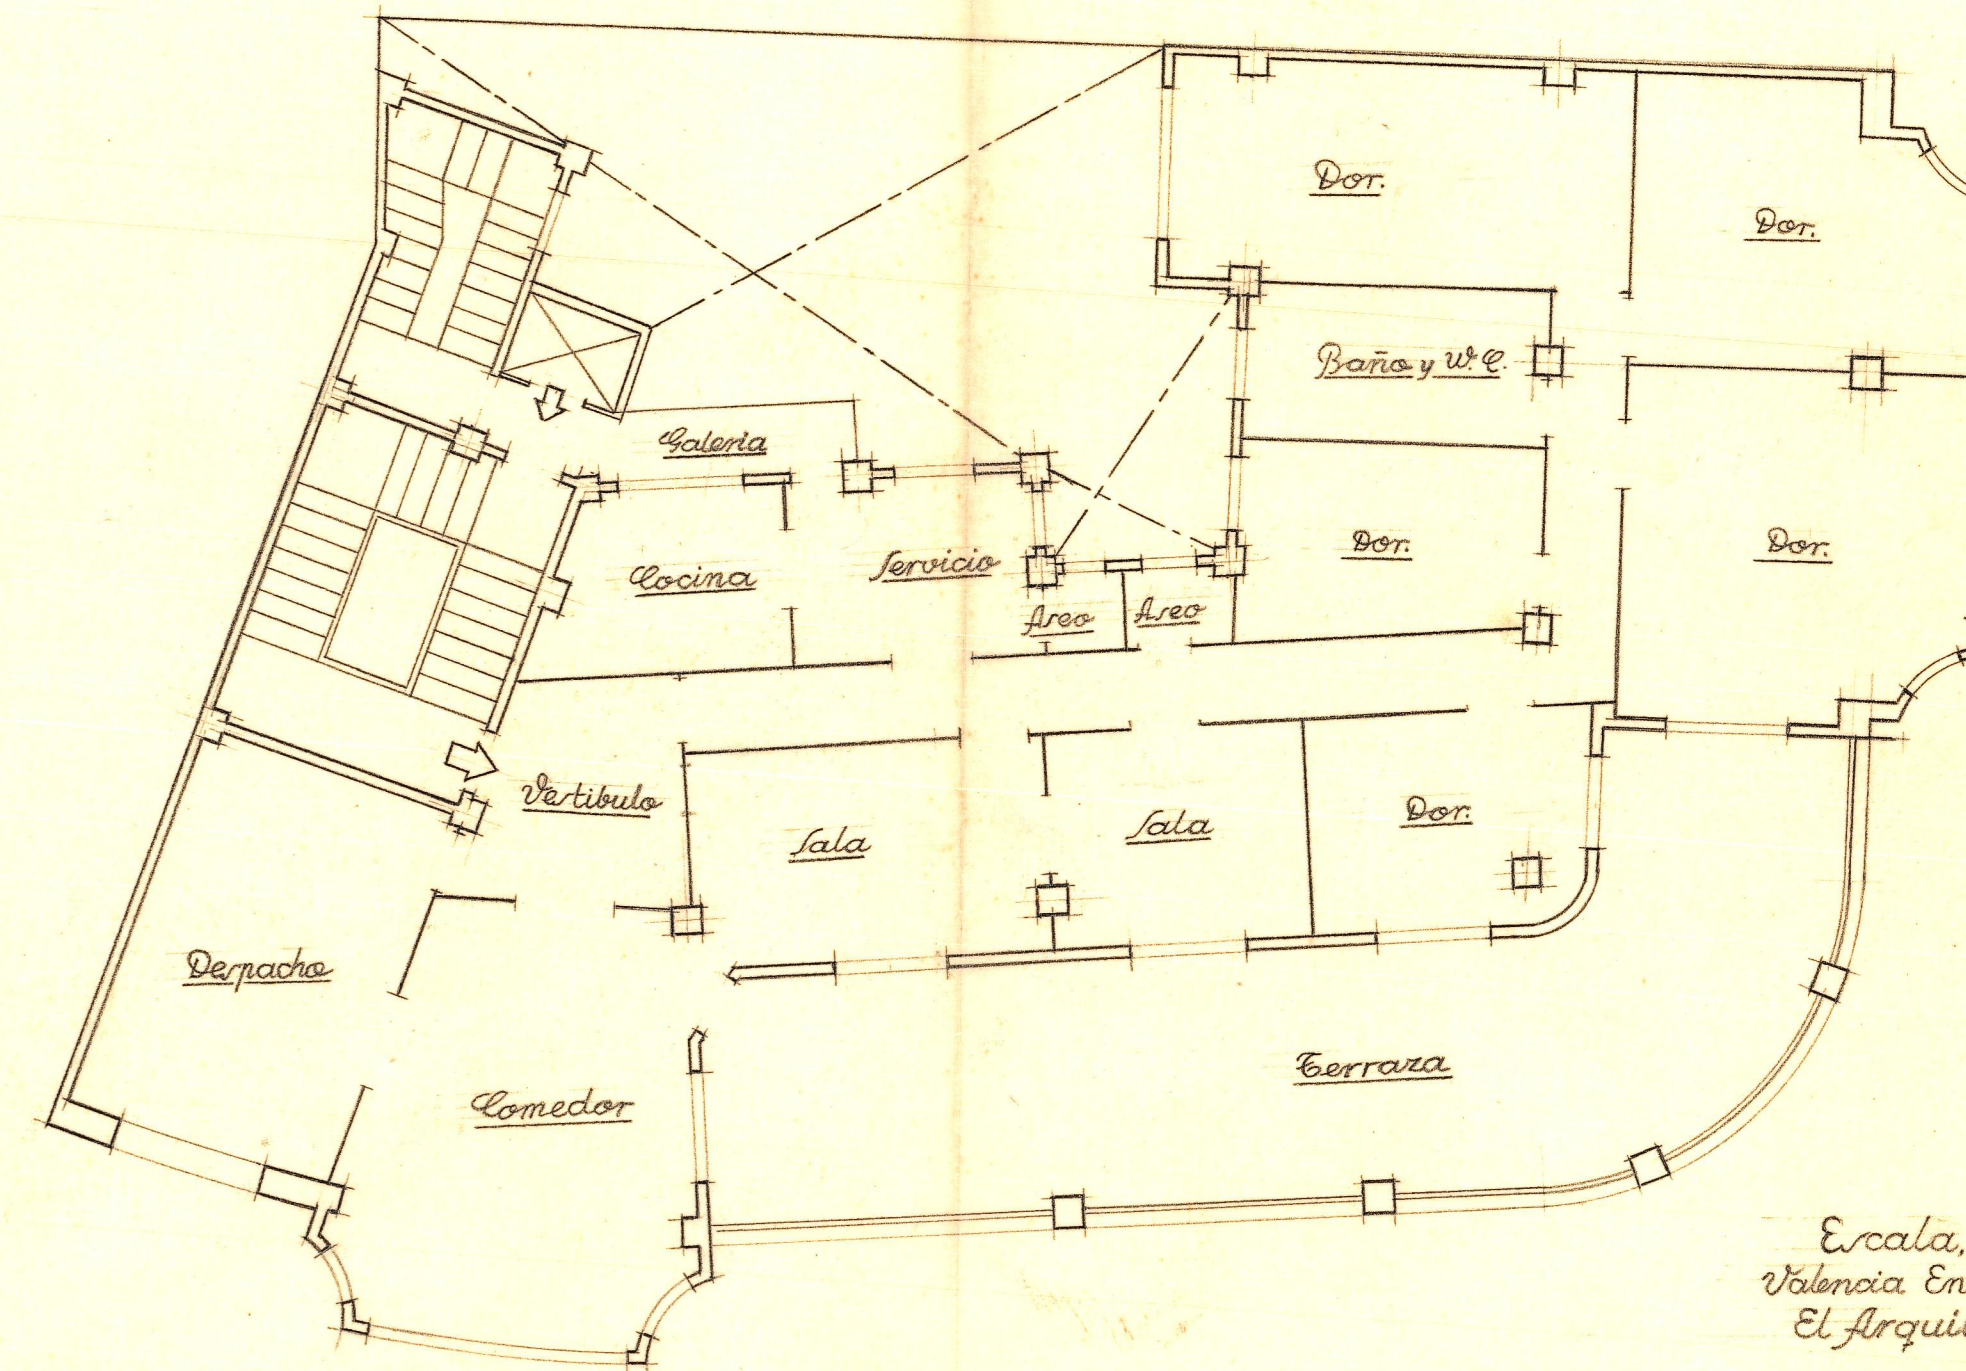 Dor.
Dor.
Baño y W.C.
Galeria
Cocina
Servicio
Dor.
Dor.
Aseo
Aseo
Vestibulo
Sala
Sala
Dor.
Despacho
Comedor
Terraza
Escala,
Valencia En
El Arqui